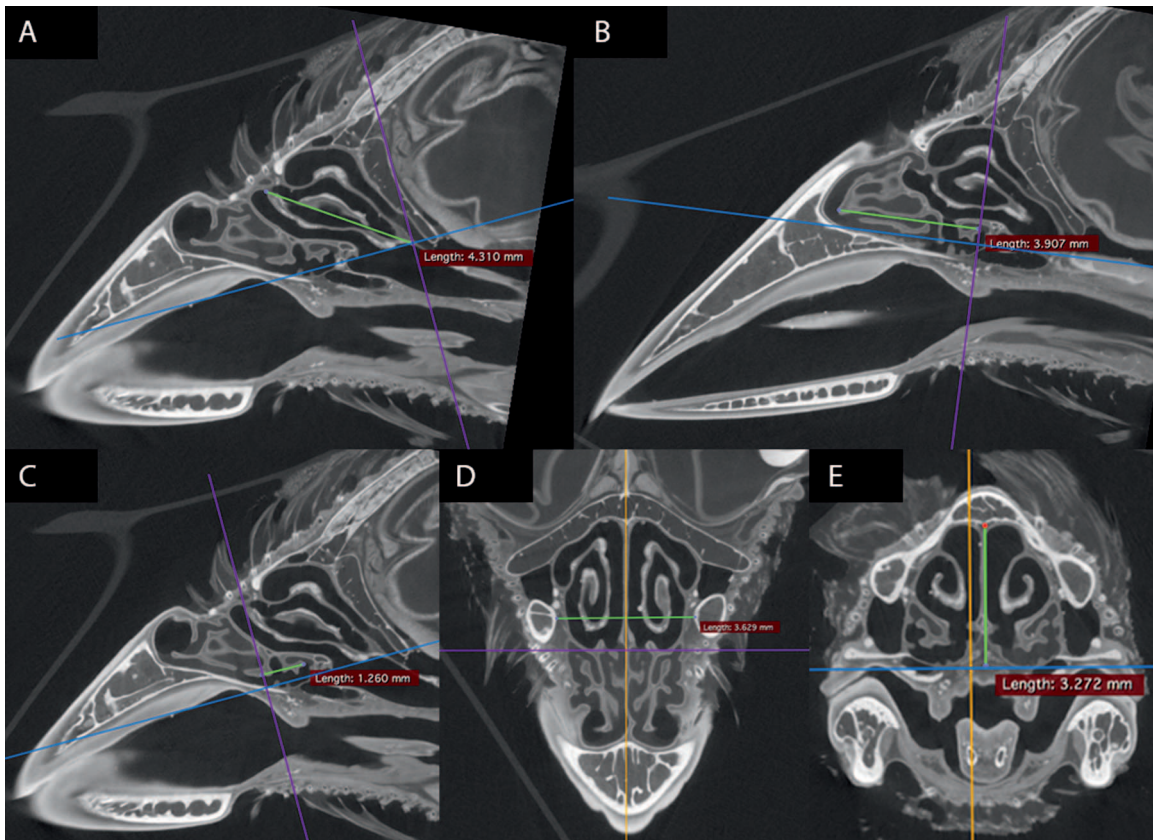 A
B
Length: 4.310 mm
Length: 3.907 mm
C
D
E
Length: 1.260 mm
Length: 3.629 mm
Length: 3.272 mm